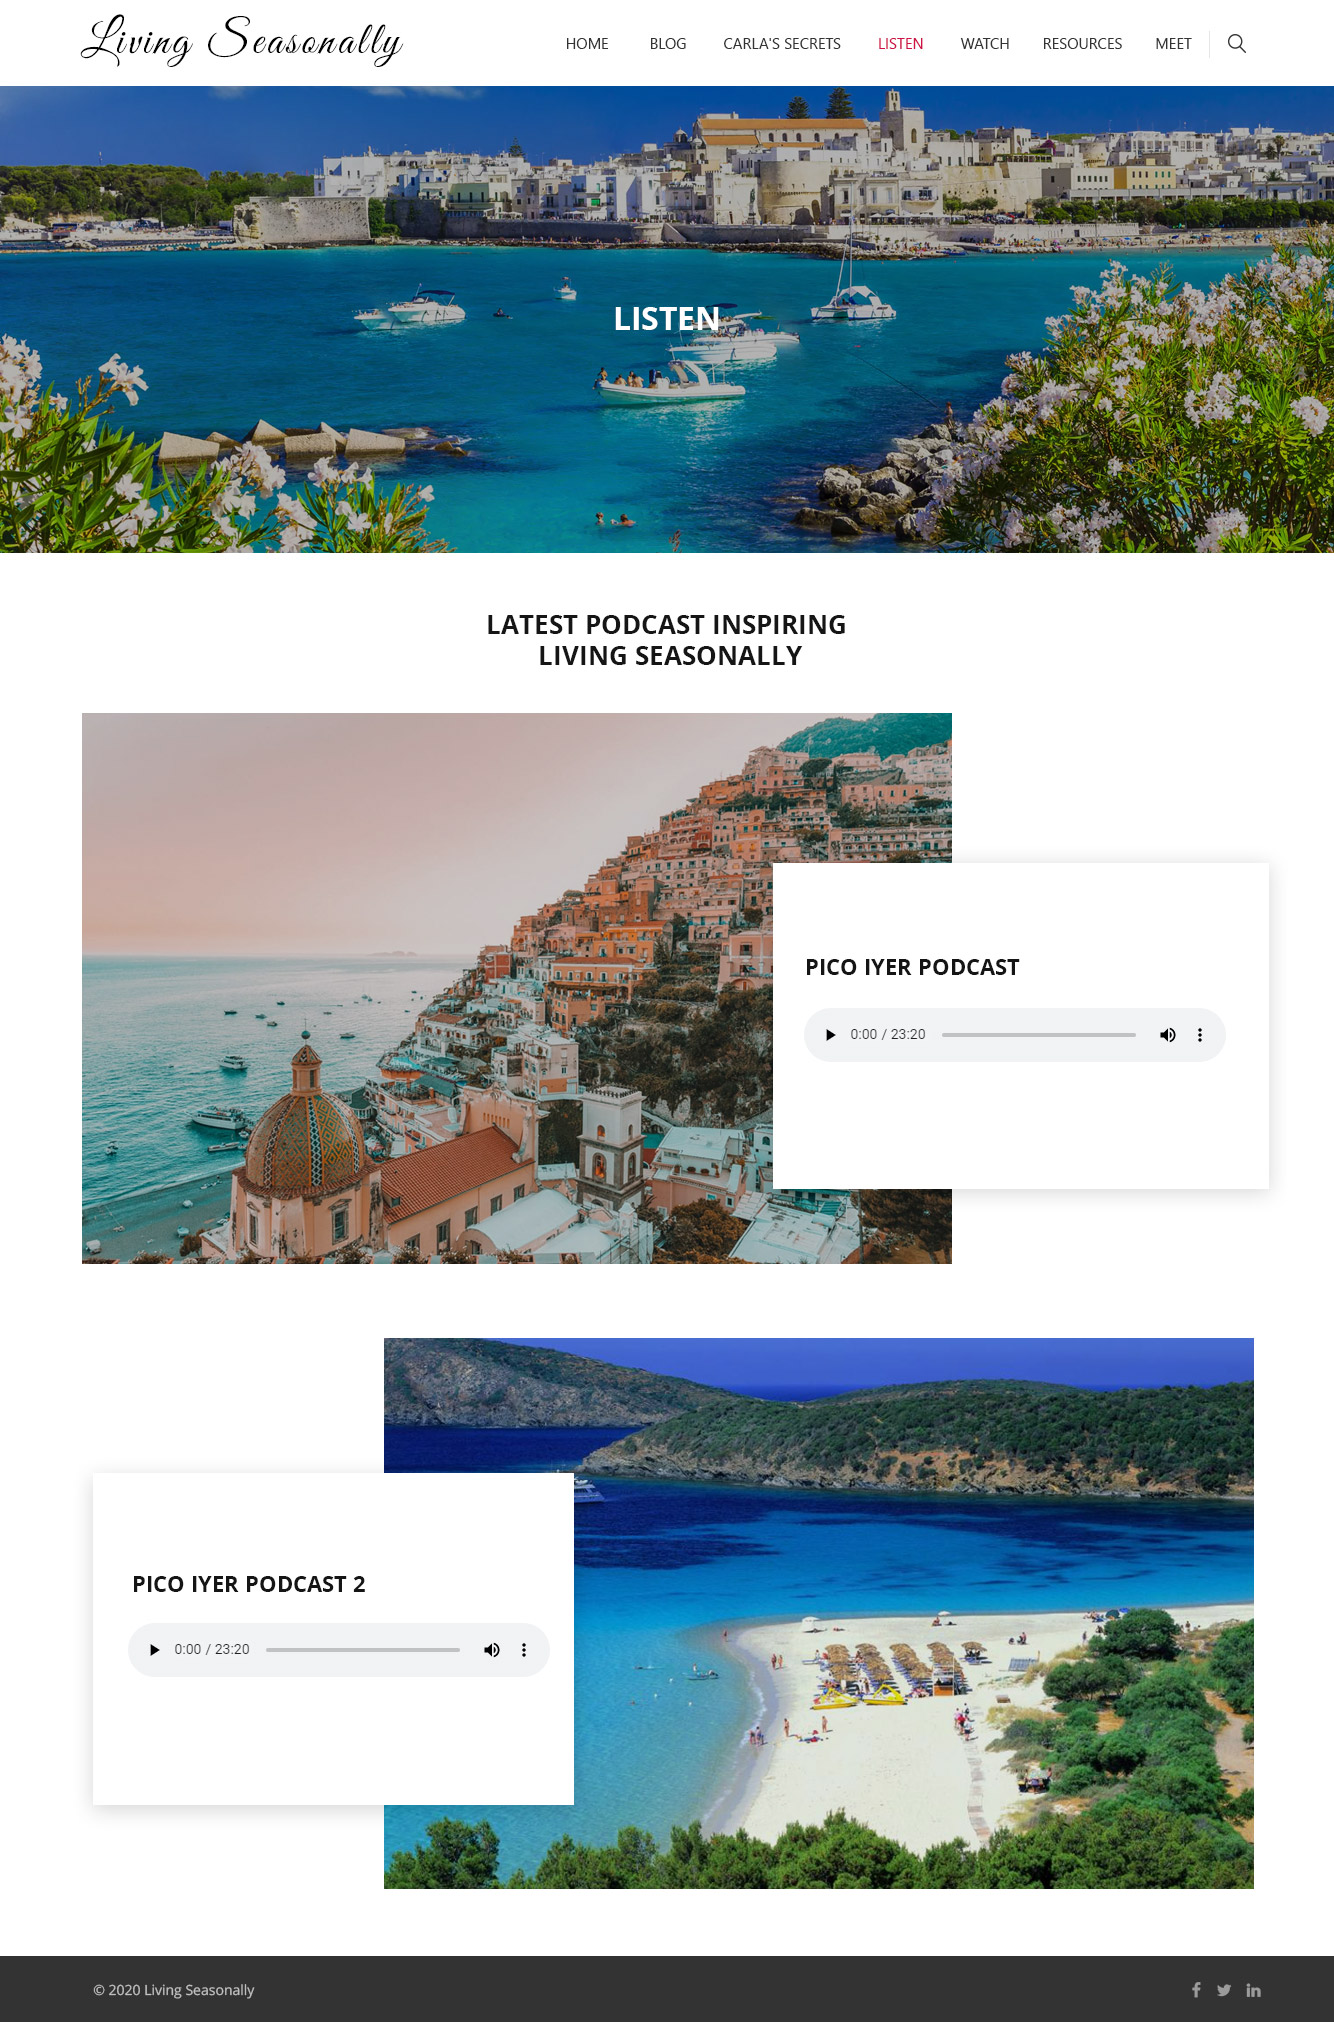 Living Seasonally
HOME BLOG CARLA'S SECRETS LISTEN WATCH RESOURCES MEET
LISTEN
LATEST PODCAST INSPIRING
LIVING SEASONALLY
PICO IYER PODCAST
0:00 / 23:20
PICO IYER PODCAST 2
0:00 / 23:20
© 2020 Living Seasonally